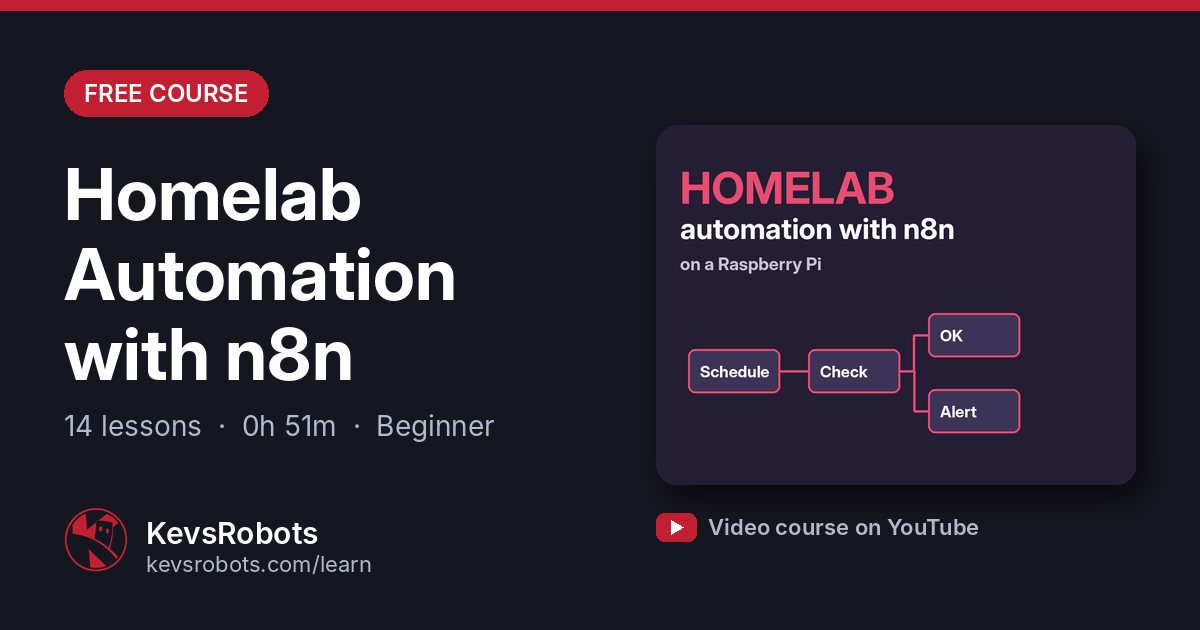 FREE COURSE
Homelab
Automation
with n8n
14 lessons · 0h 51m · Beginner
KevsRobots
kevsrobots.com/learn
HOMELAB
automation with n8n
on a Raspberry Pi
Schedule
Check
OK
Alert
Video course on YouTube